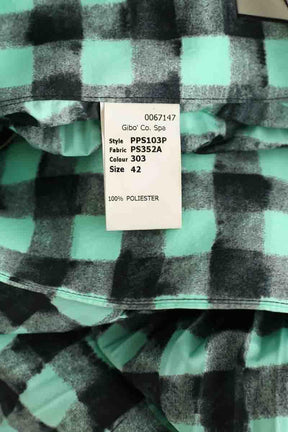 0067147
Gibo' Co. Spa
Style PPS103P
Fabric PS352A
Colour 303
Size 42
100% POLIESTER